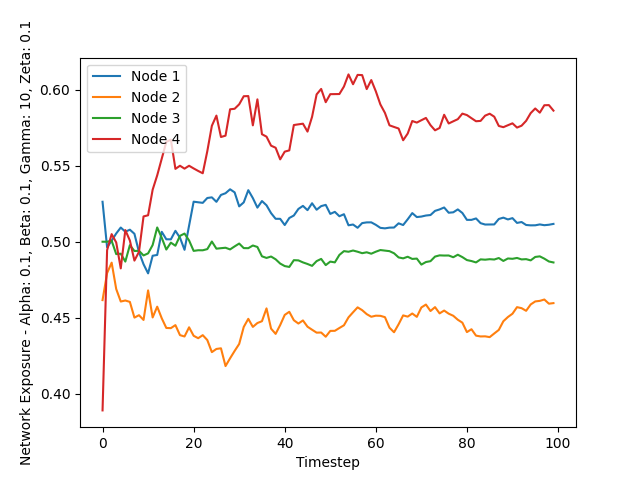 Network Exposure - Alpha: 0.1, Beta: 0.1, Gamma: 10, Zeta: 0.1
0.60
0.55
0.50
0.45
0.40
Node 1
Node 2
Node 3
Node 4
0
20
40
60
80
100
Timestep